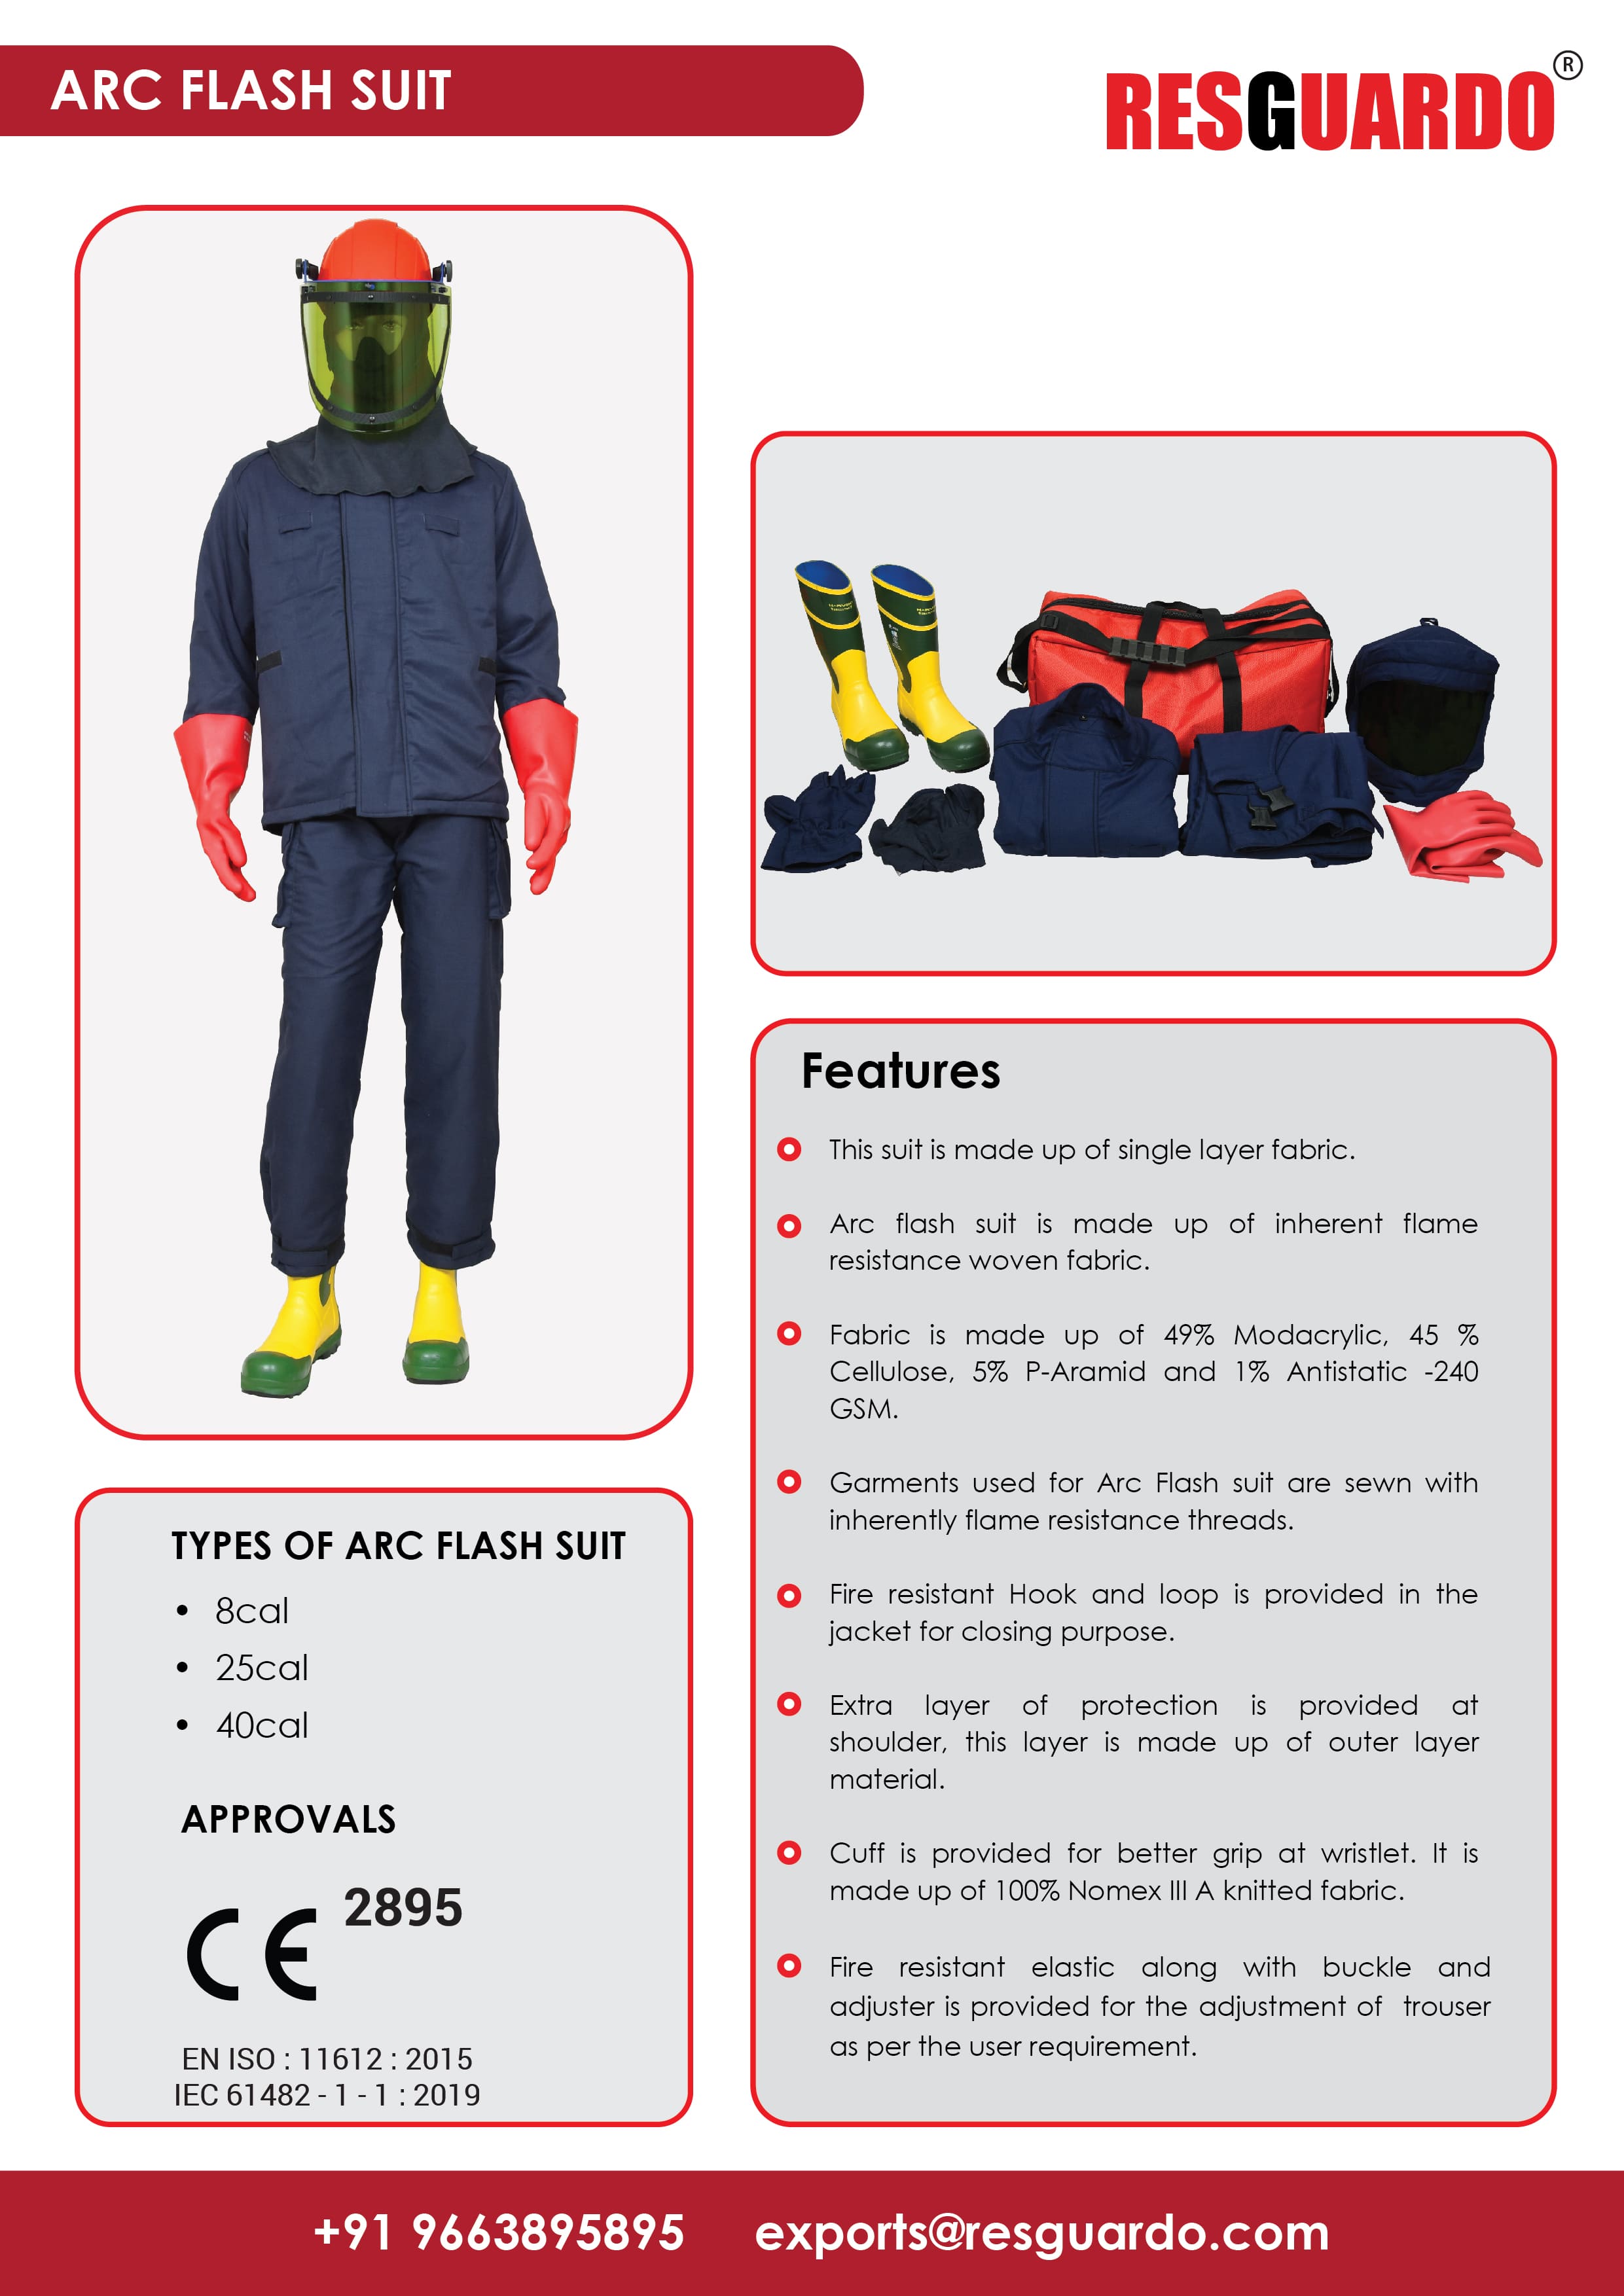 ARC FLASH SUIT
RESGUARDO®
Features
This suit is made up of single layer fabric.
Arc flash suit is made up of inherent flame
resistance woven fabric.
Fabric is made up of 49% Modacrylic, 45 %
Cellulose, 5% P-Aramid and 1% Antistatic -240
GSM.
Garments used for Arc Flash suit are sewn with
inherently flame resistance threads.
Fire resistant Hook and loop is provided in the
jacket for closing purpose.
Extra layer of protection is provided at
shoulder, this layer is made up of outer layer
material.
Cuff is provided for better grip at wristlet. It is
made up of 100% Nomex III A knitted fabric.
Fire resistant elastic along with buckle and
adjuster is provided for the adjustment of trouser
as per the user requirement.
TYPES OF ARC FLASH SUIT
• 8cal
• 25cal
• 40cal
APPROVALS
CE 2895
EN ISO : 11612 : 2015
IEC 61482 - 1 - 1 : 2019
+91 9663895895 exports@resguardo.com